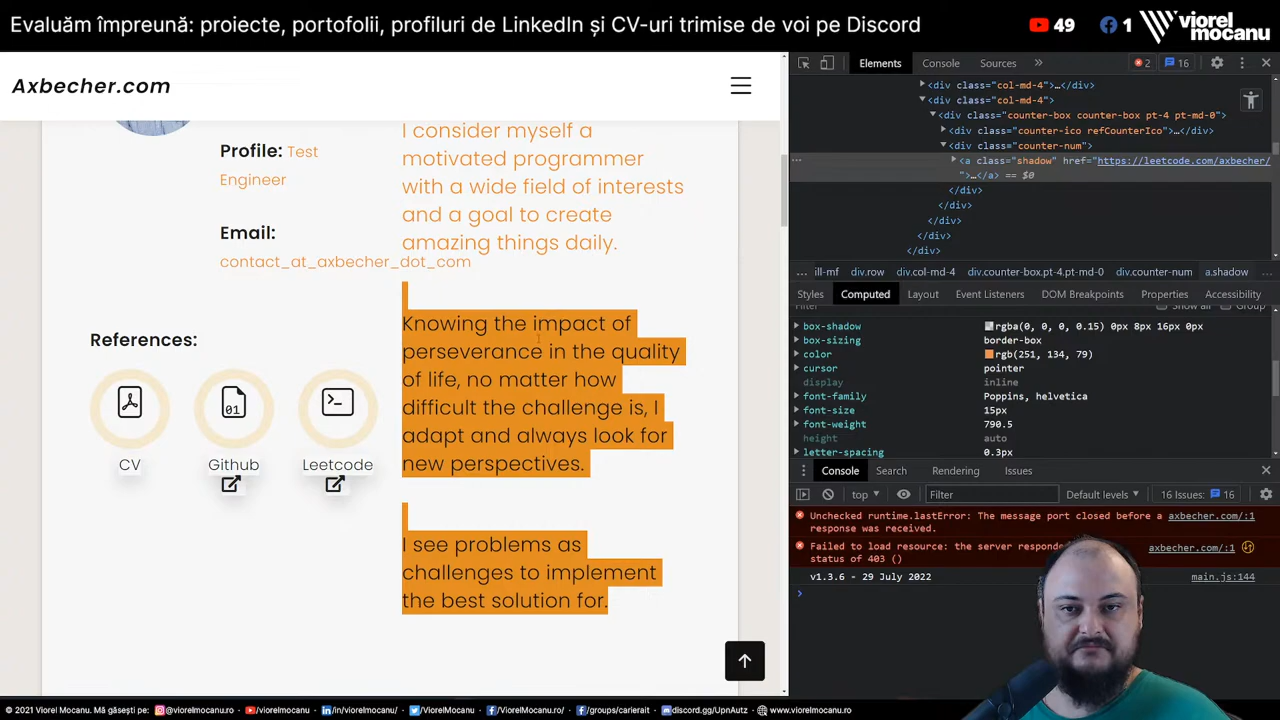 Evaluăm împreună: proiecte, portofolii, profiluri de LinkedIn și CV-uri trimise de voi pe Discord
49
1
viorel
mocanu
Axbecher.com
Profile: Test
Engineer
Email:
contact_at_axbecher_dot_com
References:
01
CV
Github
Leetcode
I consider myself a
motivated programmer
with a wide field of interests
and a goal to create
amazing things daily.
Knowing the impact of
perseverance in the quality
of life, no matter how
difficult the challenge is, I
adapt and always look for
new perspectives.
I see problems as
challenges to implement
the best solution for.
Elements
Console
Sources
2
16
<div class="col-md-4">…</div>
<div class="col-md-4">
<div class="counter-box counter-box pt-4 pt-md-0">
<div class="counter-ico refCounterIco">…</div>
<div class="counter-num">
<a class="shadow" href="https://leetcode.com/axbecher/
">…</a> == $0
</div>
</div>
</div>
</div>
</div>
... ill-mf div.row div.col-md-4 div.counter-box.pt-4.pt-md-0 div.counter-num a.shadow
Styles Computed Layout Event Listeners DOM Breakpoints Properties Accessibility
Show all Group
box-shadow rgba(0, 0, 0, 0.15) 0px 8px 16px 0px
box-sizing border-box
color rgb(251, 134, 79)
cursor pointer
display inline
font-family Poppins, helvetica
font-size 15px
font-weight 790.5
height auto
letter-spacing 0.3px
Console Search Rendering Issues
top Filter Default levels 16 Issues: 16
Unchecked runtime.lastError: The message port closed before a axbecher.com/:1
response was received.
Failed to load resource: the server axbecher.com/:1
status of 403 ()
v1.3.6 - 29 July 2022 main.js:144
© 2021 Viorel Mocanu. Mă găsești pe: @viorelmocanu.ro /viorelmocanu /in/viorelmocanu/ /ViorelMocanu /ViorelMocanu.ro/ /groups/carierait discord.gg/UpnAutz www.viorelmocanu.ro